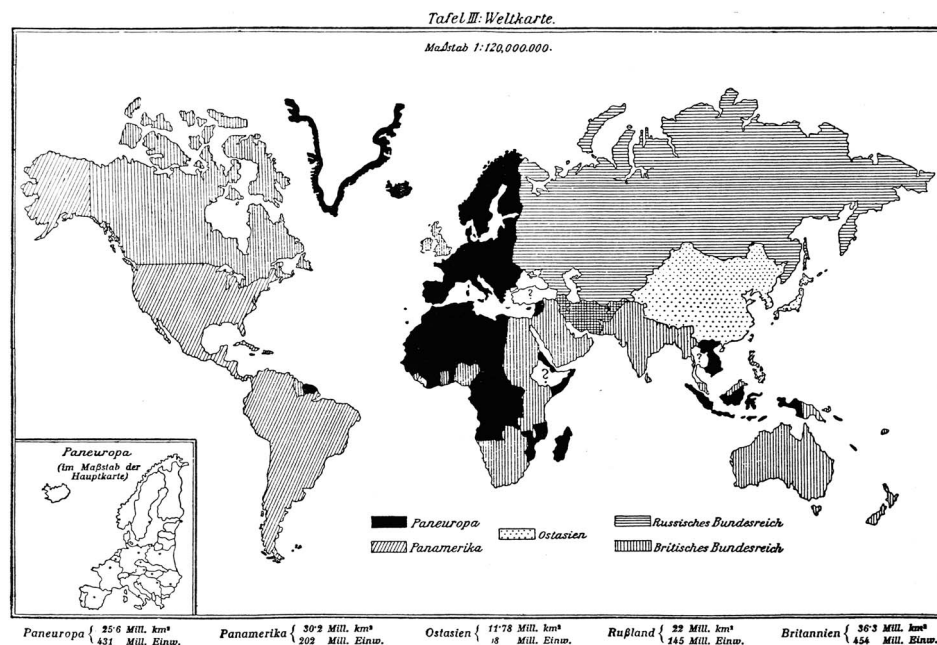 Tafel III: Weltkarte.
Maßstab 1:120,000.000.
?
?
?
Paneuropa
(im Maßstab der
Hauptkarte)
Paneuropa
Panamerika
Ostasien
Russisches Bundesreich
Britisches Bundesreich
Paneuropa { 25·6 Mill. km²
431 Mill. Einw.
Panamerika { 30·2 Mill. km²
202 Mill. Einw.
Ostasien { 11·78 Mill. km²
Mill. Einw.
Rußland { 22 Mill. km²
145 Mill. Einw.
Britannien { 36·3 Mill. km²
454 Mill. Einw.